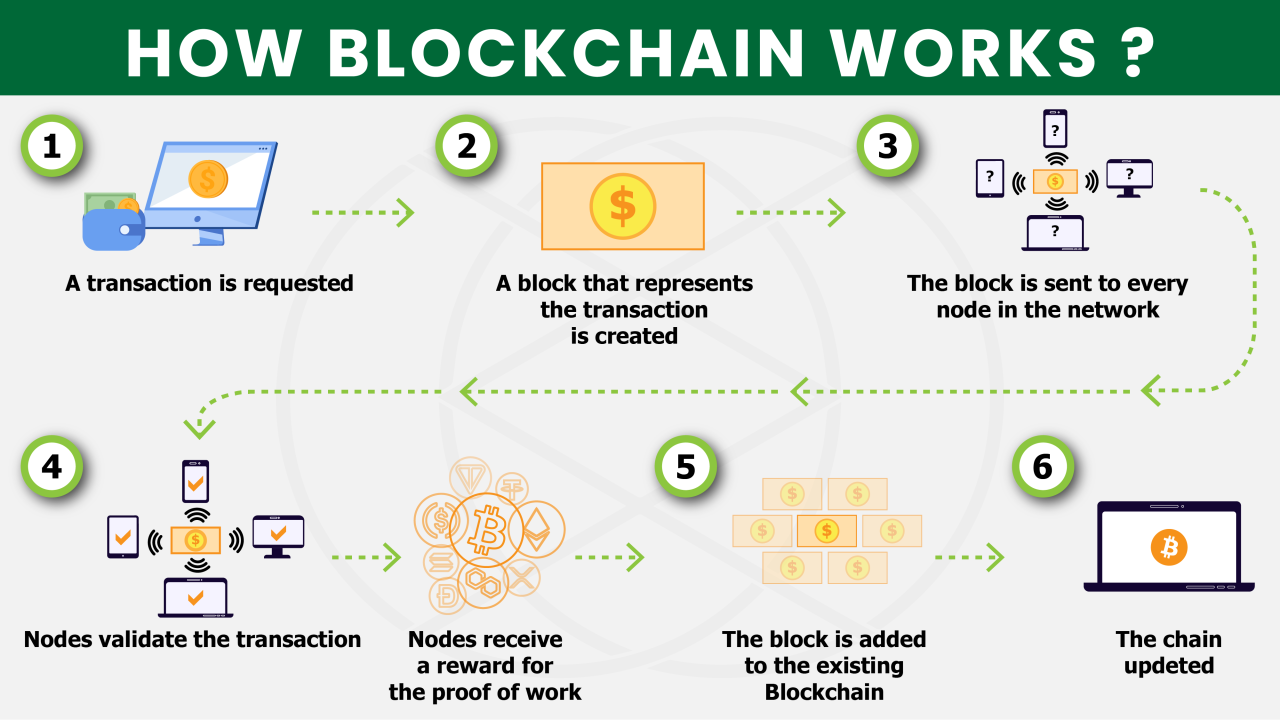 HOW BLOCKCHAIN WORKS ?
1
A transaction is requested
2
$
A block that represents
the transaction
is created
3
?
?
$
?
?
The block is sent to every
node in the network
4
$
Nodes validate the transaction
Nodes receive
a reward for
the proof of work
5
$ $
$ $ $
$ $
The block is added
to the existing
Blockchain
6
The chain
updeted